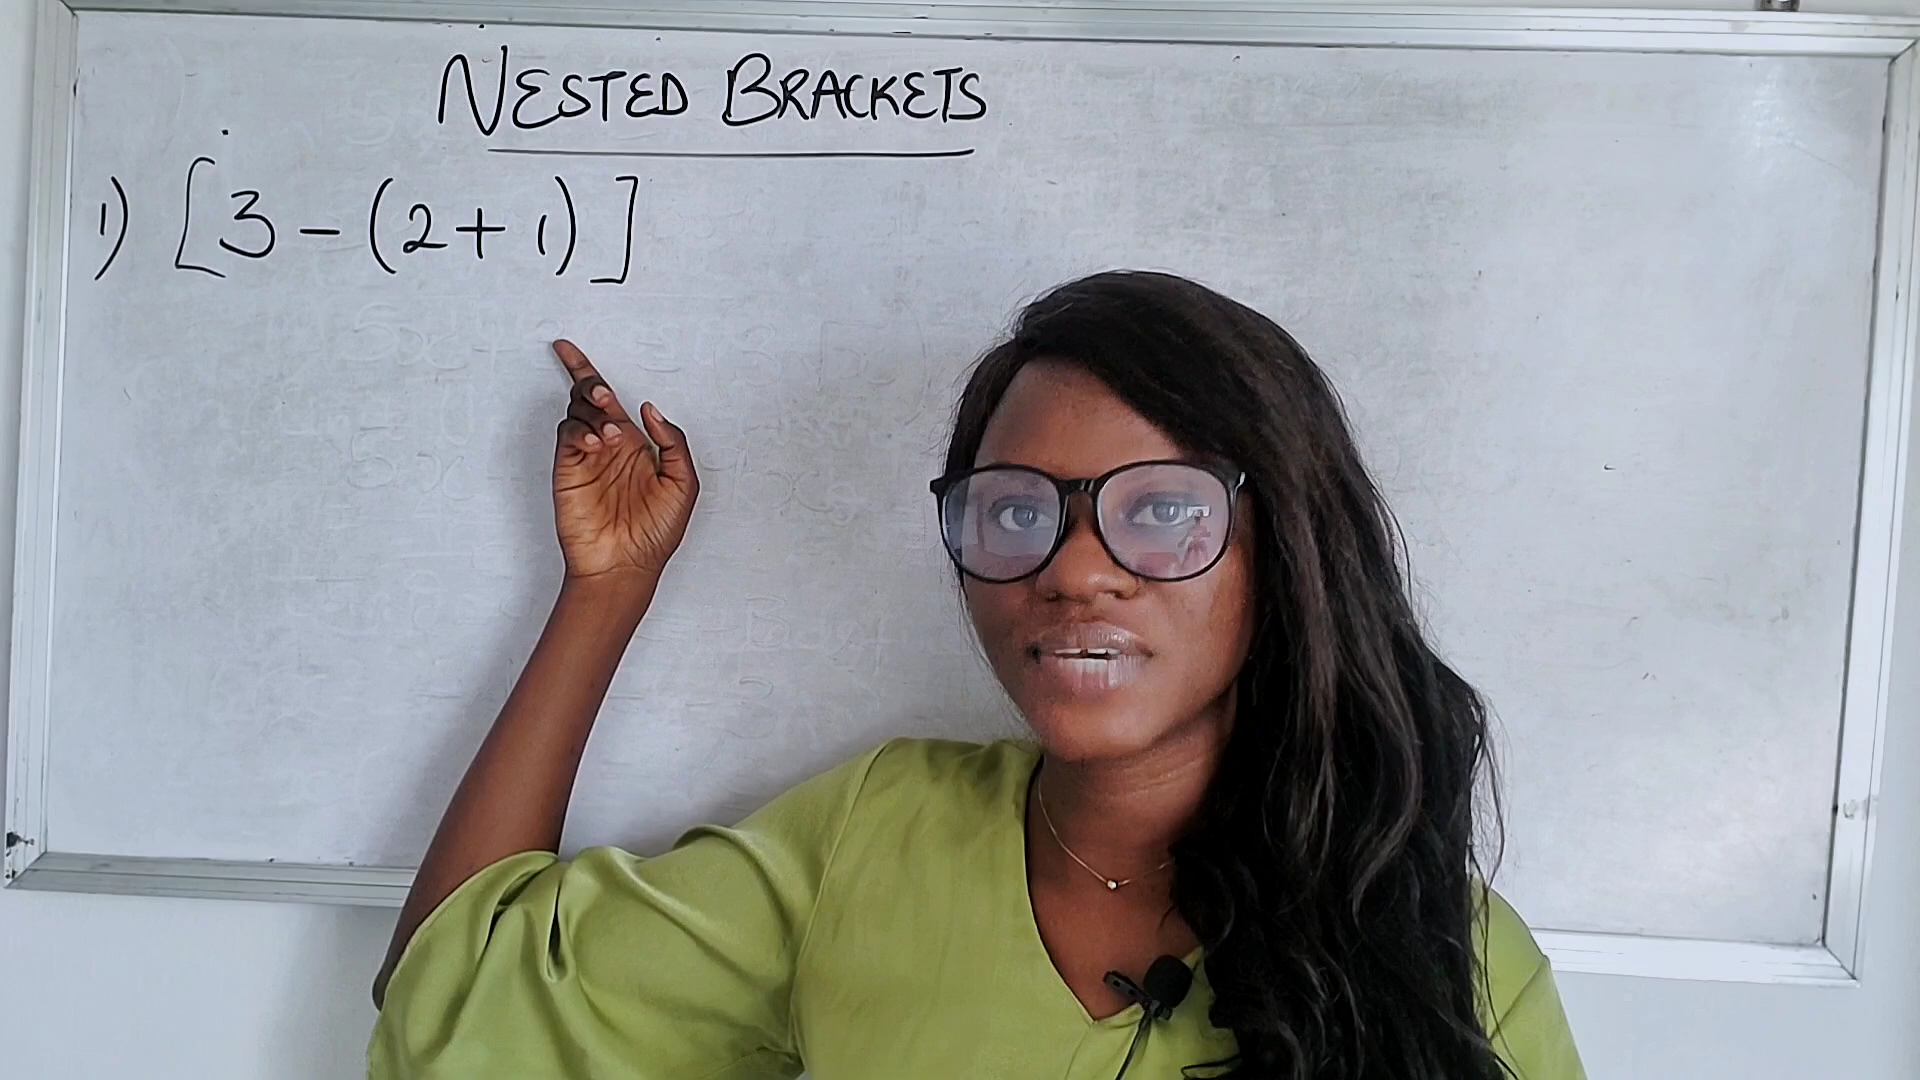 NESTED BRACKETS
1) [3 - (2 + 1)]